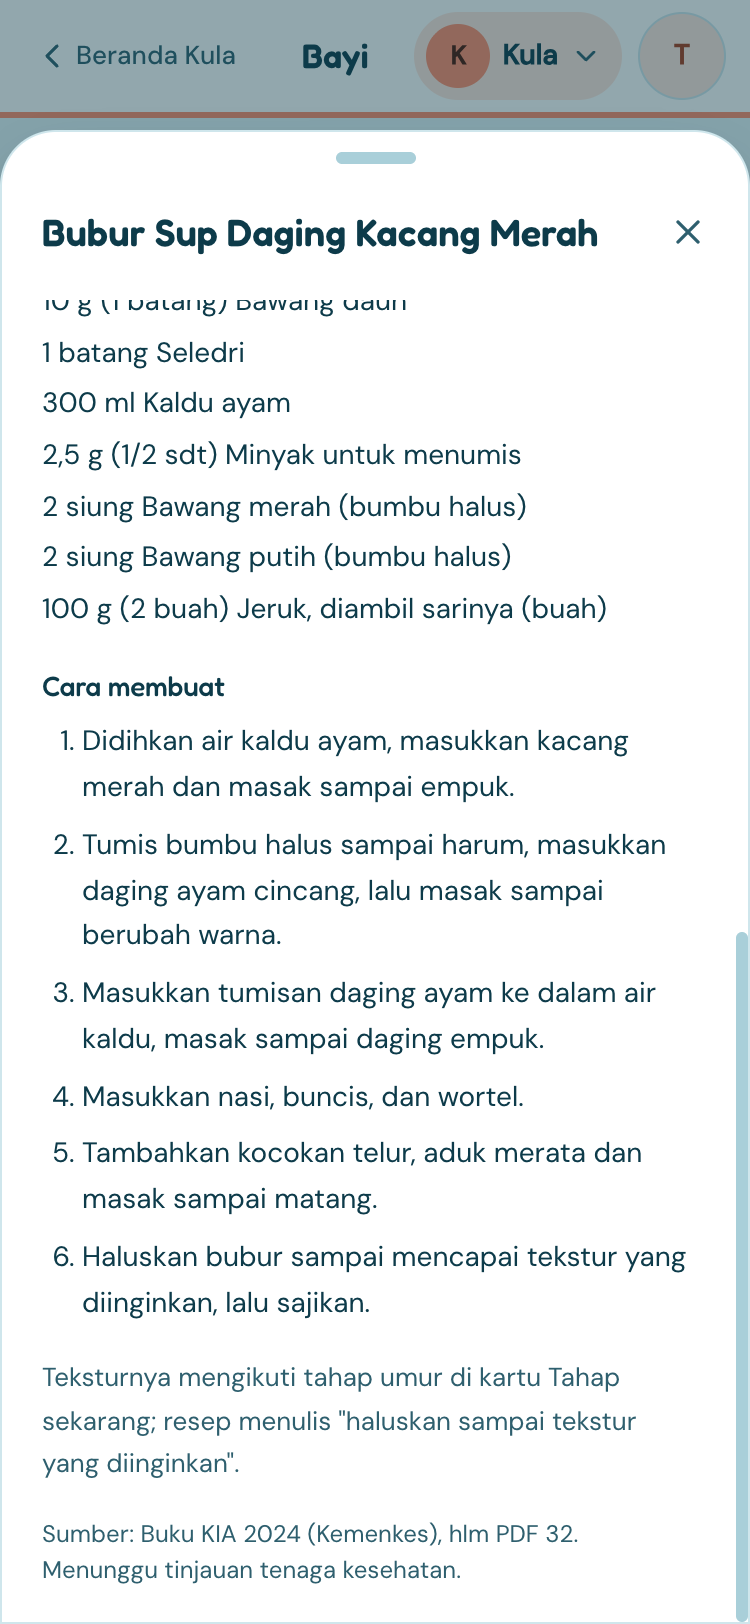 Beranda Kula
Bayi
K
Kula
T
Bubur Sup Daging Kacang Merah
10 g (1 batang) Bawang daun
1 batang Seledri
300 ml Kaldu ayam
2,5 g (1/2 sdt) Minyak untuk menumis
2 siung Bawang merah (bumbu halus)
2 siung Bawang putih (bumbu halus)
100 g (2 buah) Jeruk, diambil sarinya (buah)
Cara membuat
1. Didihkan air kaldu ayam, masukkan kacang
merah dan masak sampai empuk.
2. Tumis bumbu halus sampai harum, masukkan
daging ayam cincang, lalu masak sampai
berubah warna.
3. Masukkan tumisan daging ayam ke dalam air
kaldu, masak sampai daging empuk.
4. Masukkan nasi, buncis, dan wortel.
5. Tambahkan kocokan telur, aduk merata dan
masak sampai matang.
6. Haluskan bubur sampai mencapai tekstur yang
diinginkan, lalu sajikan.
Teksturnya mengikuti tahap umur di kartu Tahap
sekarang; resep menulis "haluskan sampai tekstur
yang diinginkan".
Sumber: Buku KIA 2024 (Kemenkes), hlm PDF 32.
Menunggu tinjauan tenaga kesehatan.